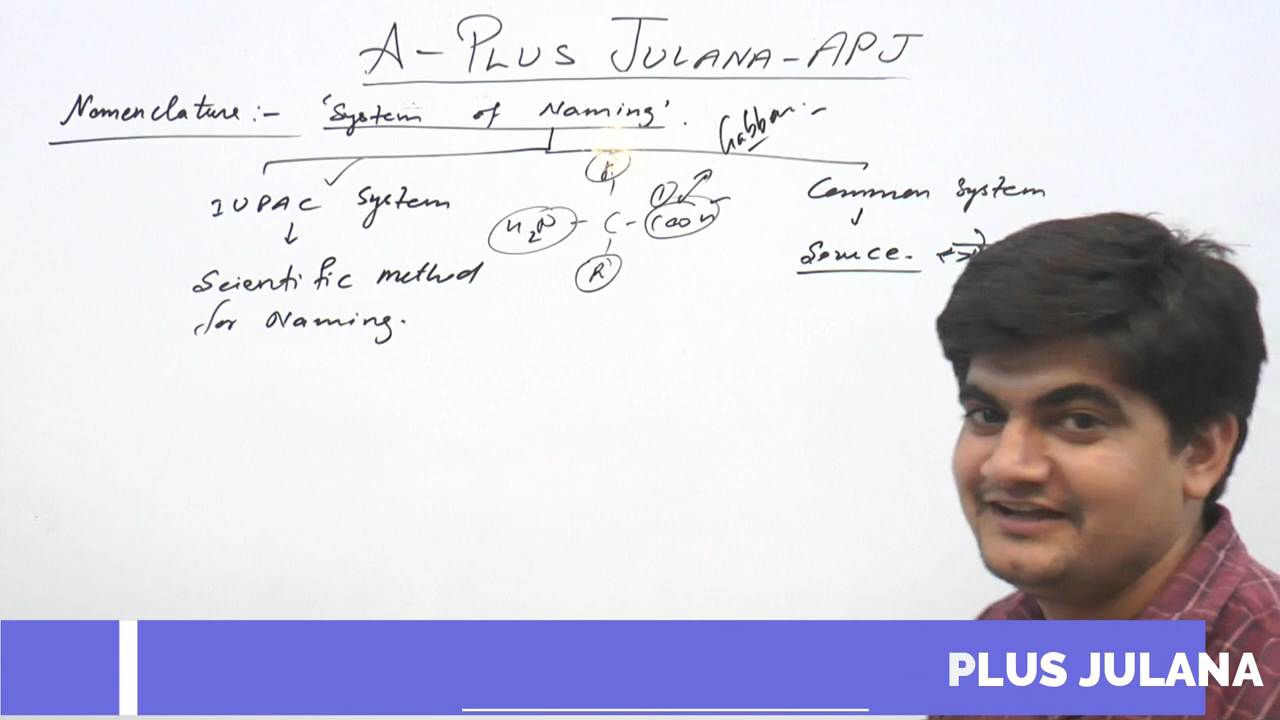 A-PLUS JULANA-APJ
Nomenclature:- 'System of Naming'. Gabbar:-
IUPAC System
Common System
H2N - C - COOH
R
Source.
Scientific method
for Naming.
PLUS JULANA